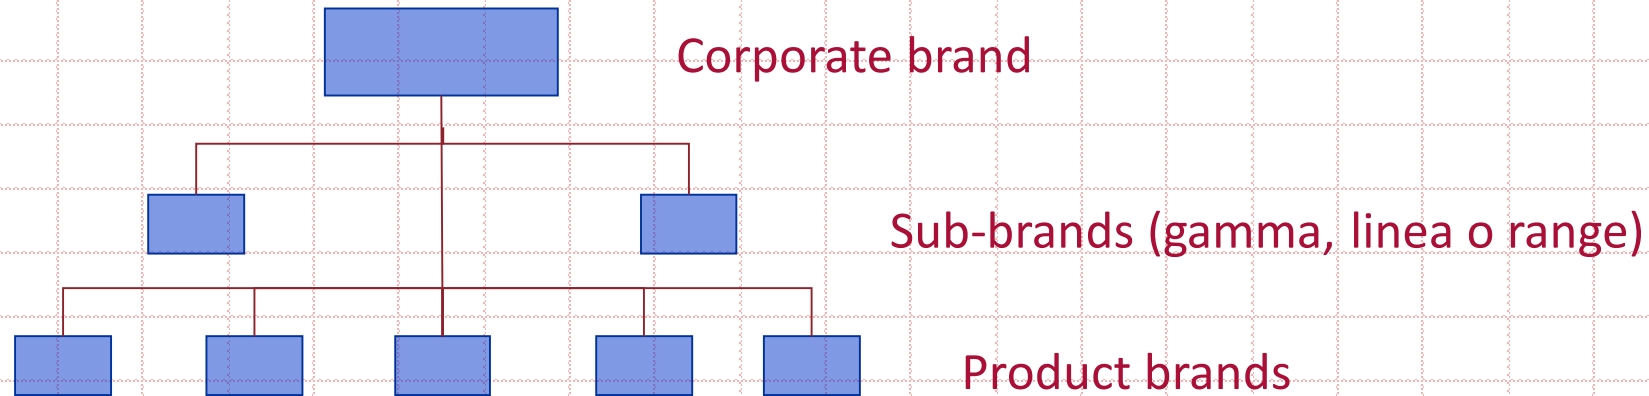 Corporate brand
Sub-brands (gamma, linea o range)
Product brands